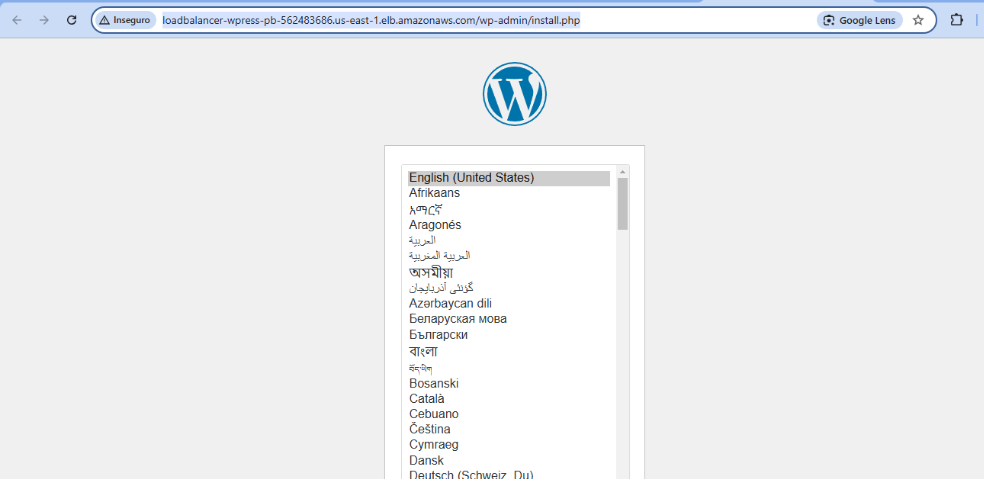 Inseguro
loadbalancer-wpress-pb-562483686.us-east-1.elb.amazonaws.com/wp-admin/install.php
Google Lens
English (United States)
Afrikaans
አማርኛ
Aragonés
العربية
العربية المغربية
অসমীয়া
گؤنئی آذربایجان
Azərbaycan dili
Беларуская мова
Български
বাংলা
བོད་ཡིག
Bosanski
Català
Cebuano
Čeština
Cymraeg
Dansk
Deutsch (Schweiz, Du)